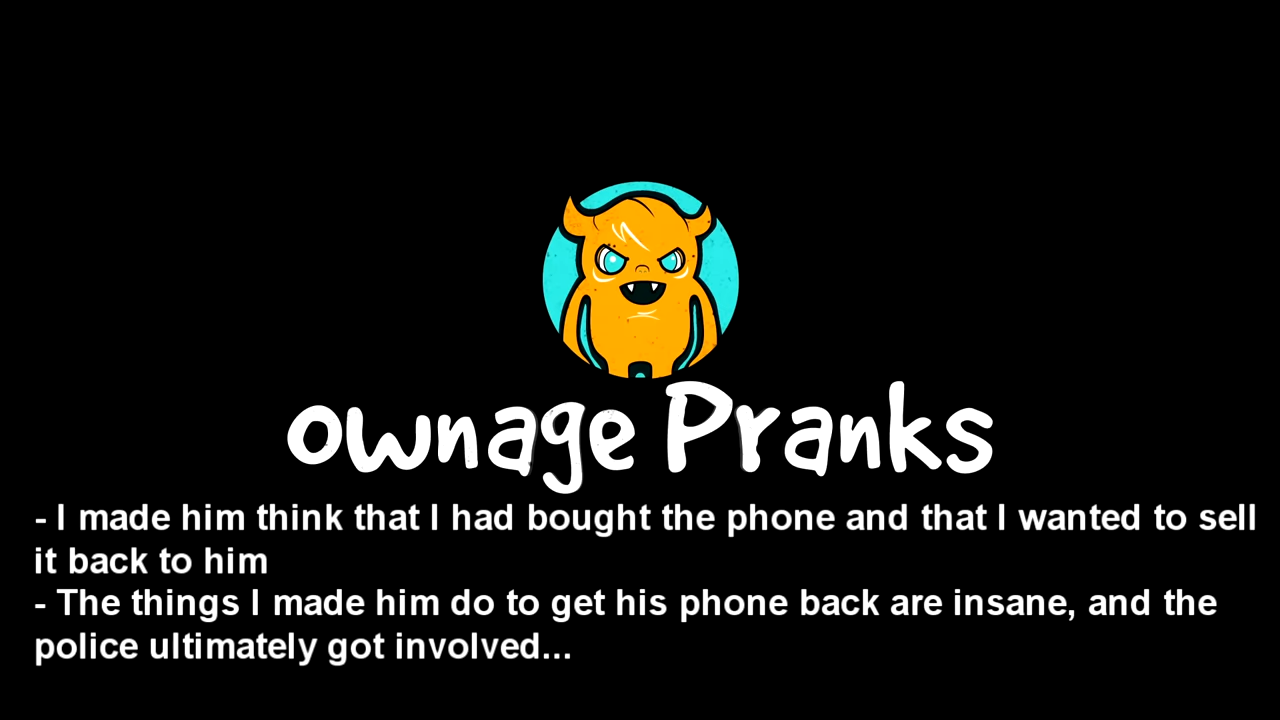 ownage Pranks
- I made him think that I had bought the phone and that I wanted to sell
it back to him
- The things I made him do to get his phone back are insane, and the
police ultimately got involved...